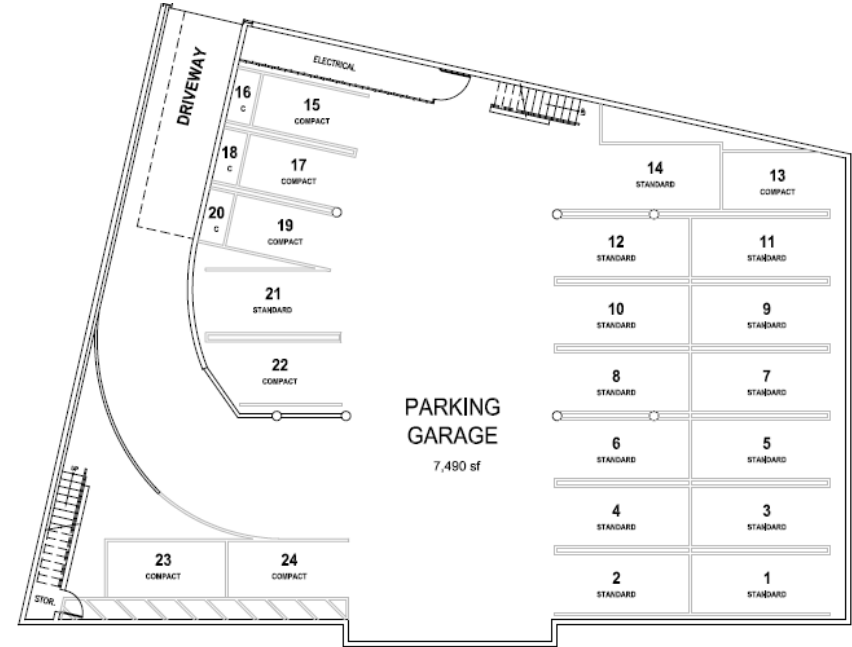 ELECTRICAL
DRIVEWAY
16
C
15
COMPACT
18
C
17
COMPACT
20
C
19
COMPACT
21
STANDARD
22
COMPACT
14
STANDARD
13
COMPACT
12
STANDARD
11
STANDARD
10
STANDARD
9
STANDARD
8
STANDARD
7
STANDARD
PARKING
GARAGE
7,490 sf
6
STANDARD
5
STANDARD
4
STANDARD
3
STANDARD
2
STANDARD
1
STANDARD
23
COMPACT
24
COMPACT
STOR.